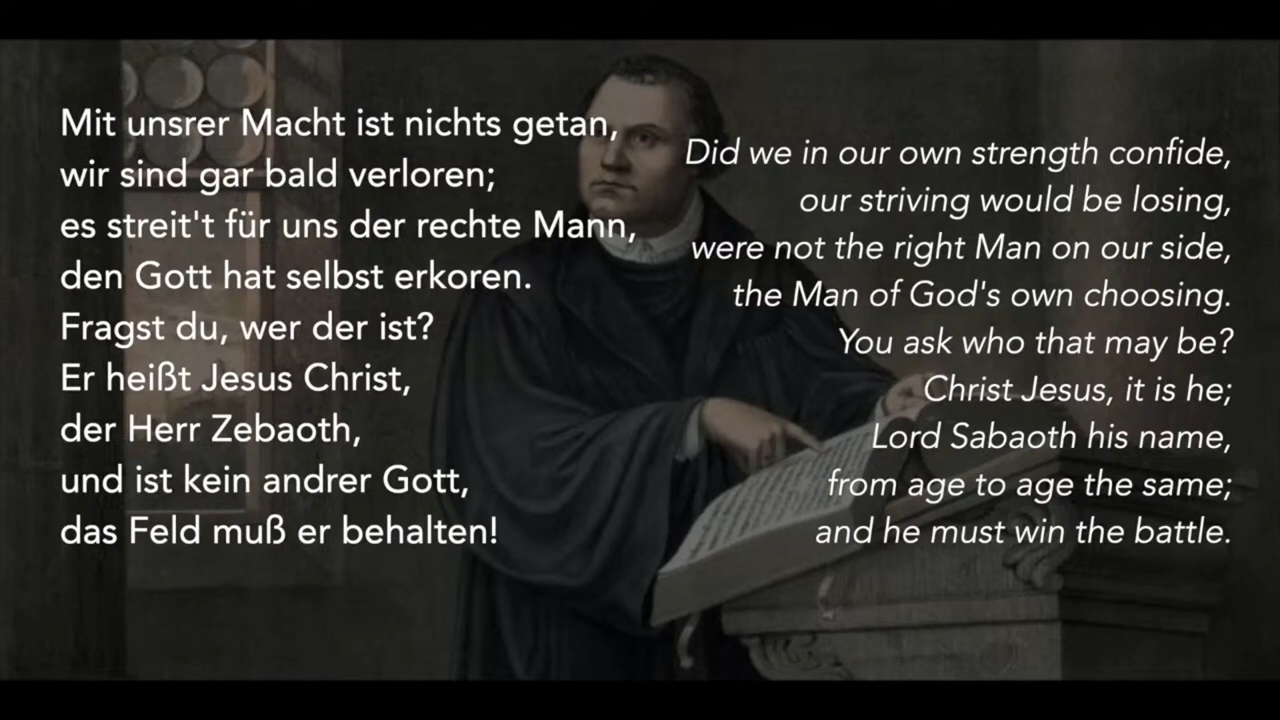 Mit unsrer Macht ist nichts getan,
wir sind gar bald verloren;
es streit't für uns der rechte Mann,
den Gott hat selbst erkoren.
Fragst du, wer der ist?
Er heißt Jesus Christ,
der Herr Zebaoth,
und ist kein andrer Gott,
das Feld muß er behalten!
Did we in our own strength confide,
our striving would be losing,
were not the right Man on our side,
the Man of God's own choosing.
You ask who that may be?
Christ Jesus, it is he;
Lord Sabaoth his name,
from age to age the same;
and he must win the battle.